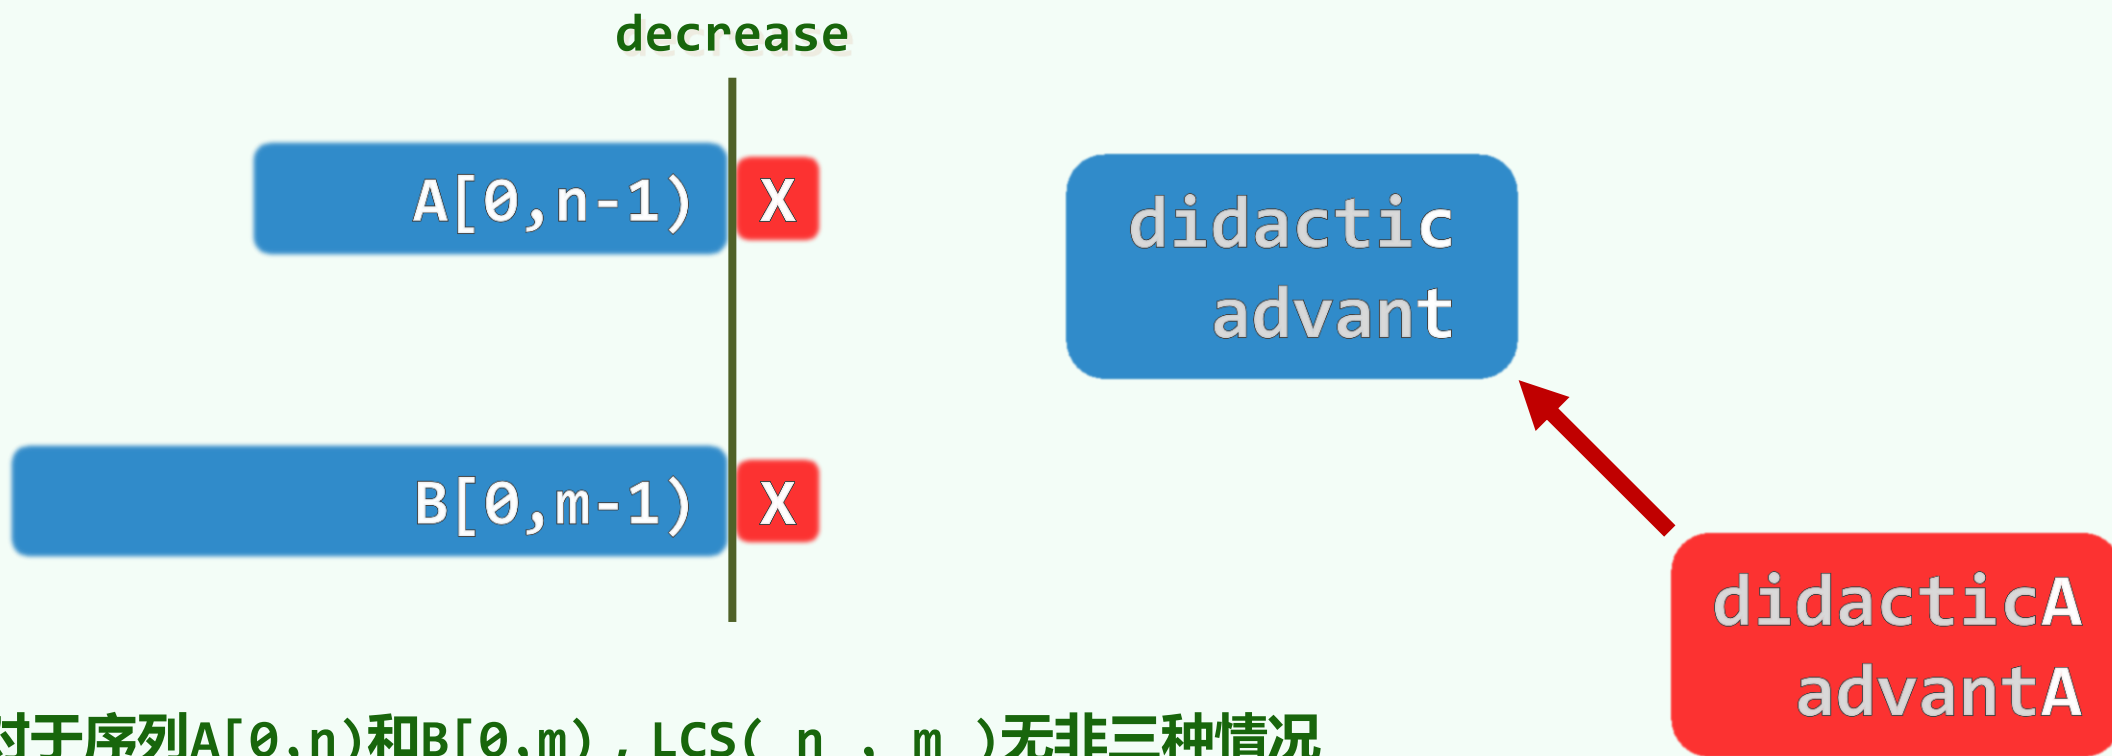 decrease
A[0,n-1) X
didactic
advant
B[0,m-1) X
didacticA
advantA
对于序列A[0,n)和B[0,m),LCS( n , m )无非三种情况